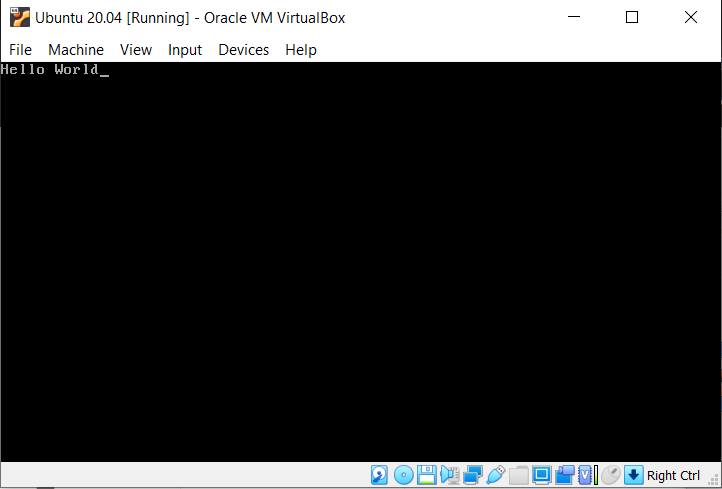 Ubuntu 20.04 [Running] - Oracle VM VirtualBox
File Machine View Input Devices Help
Hello World_
Right Ctrl